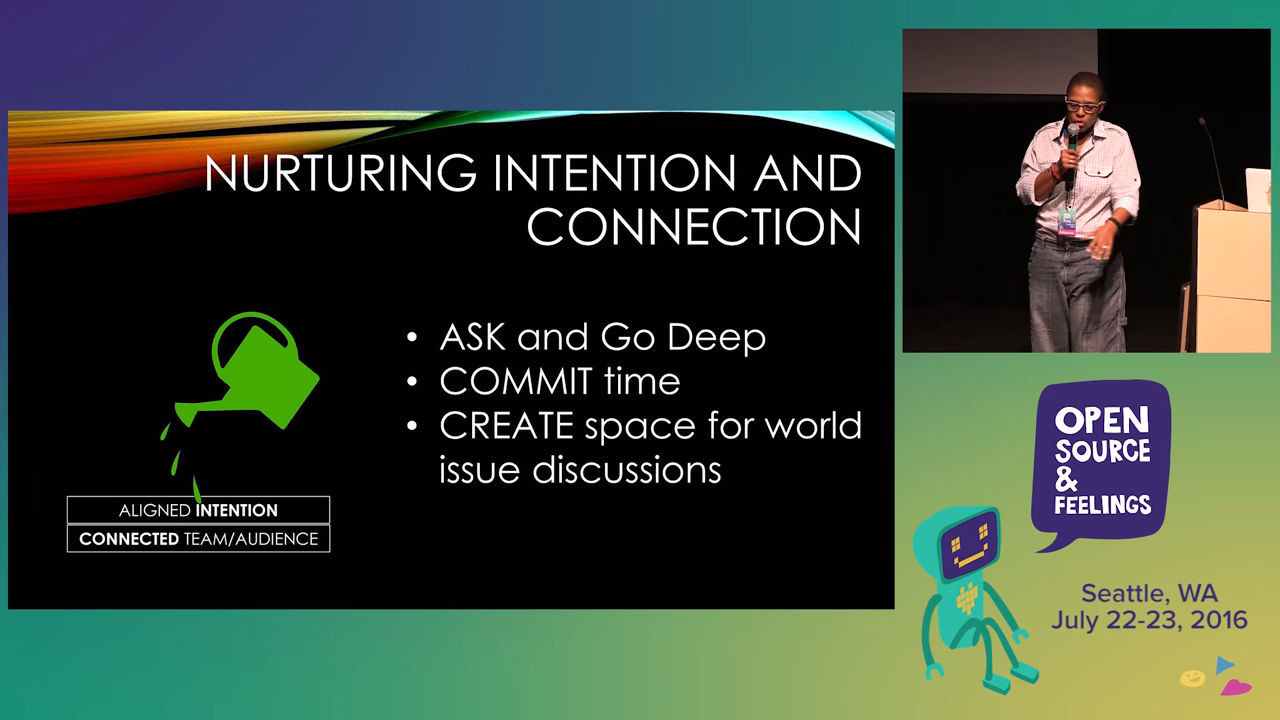 NURTURING INTENTION AND
CONNECTION
• ASK and Go Deep
• COMMIT time
• CREATE space for world
issue discussions
ALIGNED INTENTION
CONNECTED TEAM/AUDIENCE
OPEN
SOURCE
&
FEELINGS
Seattle, WA
July 22-23, 2016